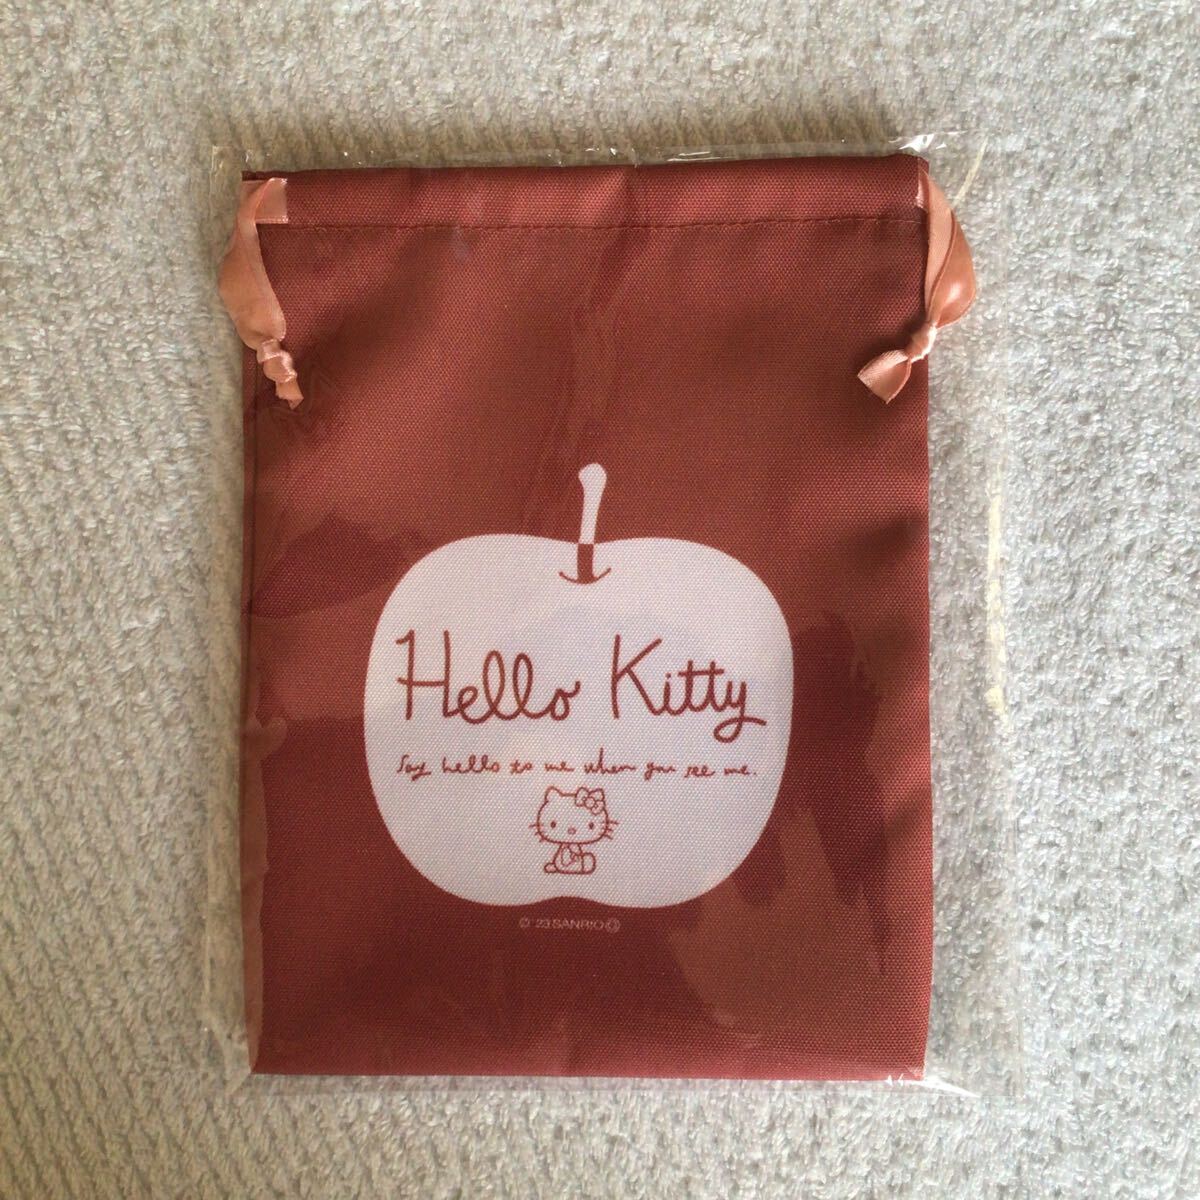 Hello Kitty
Say hello to me when you see me.
© '23 SANRIO Ⓖ